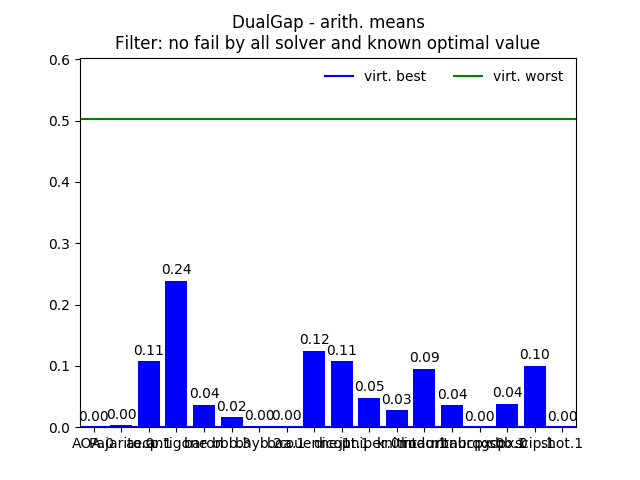 DualGap - arith. means
Filter: no fail by all solver and known optimal value
virt. best virt. worst
0.6
0.5
0.4
0.3
0.2
0.1
0.0
0.00 0.00 0.11 0.24 0.04 0.02 0.00 0.00 0.12 0.11 0.05 0.03 0.09 0.04 0.00 0.04 0.10 0.00
shot.1